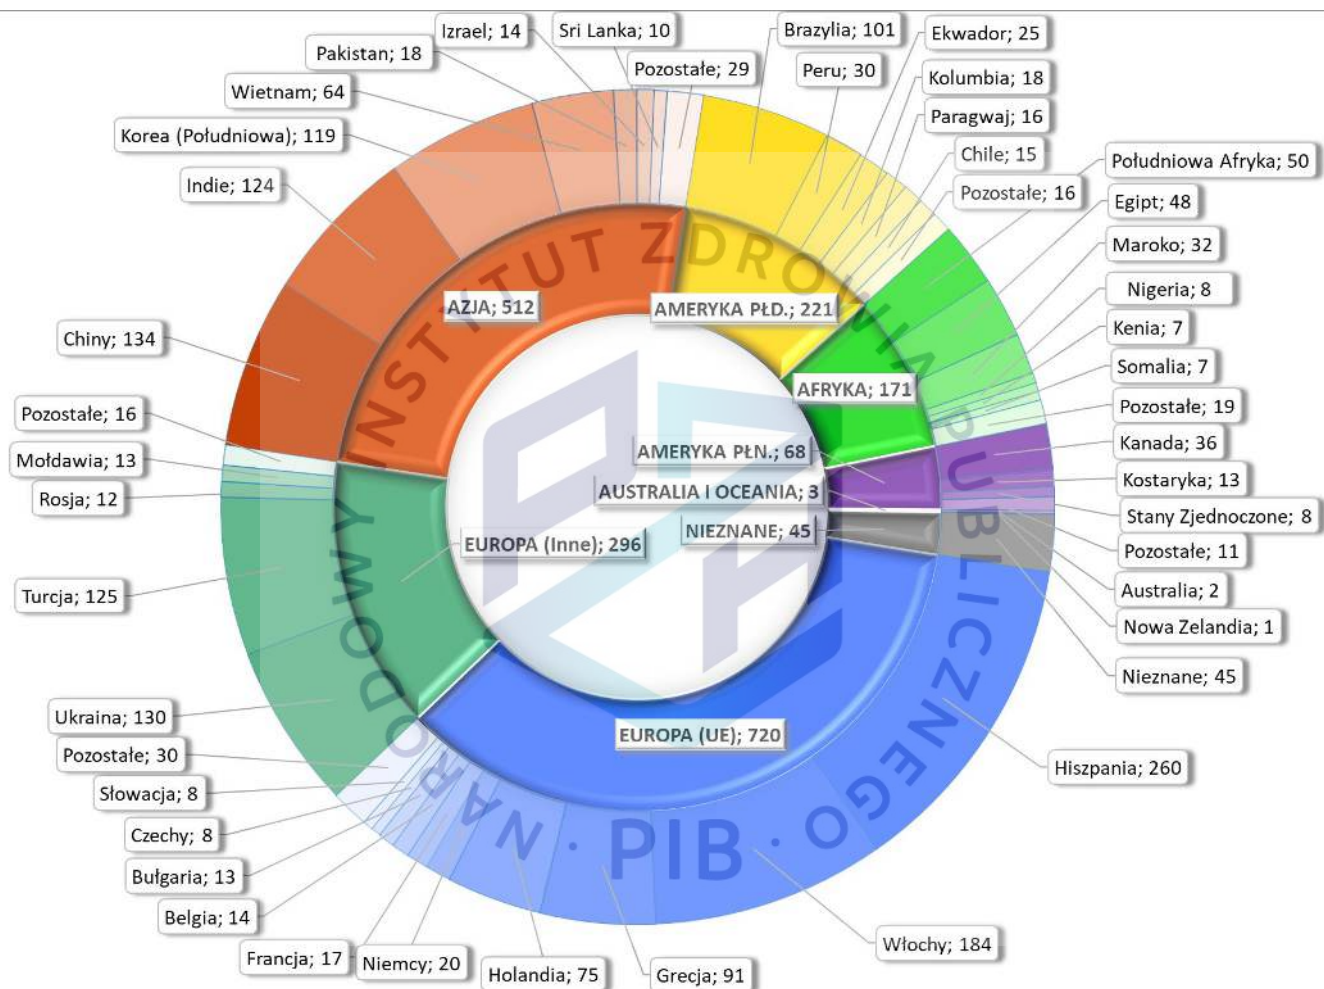 Izrael; 14
Sri Lanka; 10
Brazylia; 101
Ekwador; 25
Pakistan; 18
Pozostałe; 29
Peru; 30
Kolumbia; 18
Wietnam; 64
Paragwaj; 16
Korea (Południowa); 119
Chile; 15
Południowa Afryka; 50
Indie; 124
Pozostałe; 16
Egipt; 48
Maroko; 32
Nigeria; 8
AZJA; 512
AMERYKA PŁD.; 221
Kenia; 7
Chiny; 134
Somalia; 7
AFRYKA; 171
Pozostałe; 16
Pozostałe; 19
Kanada; 36
AMERYKA PŁN.; 68
Mołdawia; 13
Kostaryka; 13
AUSTRALIA I OCEANIA; 3
Rosja; 12
Stany Zjednoczone; 8
NIEZNANE; 45
EUROPA (Inne); 296
Pozostałe; 11
Australia; 2
Turcja; 125
Nowa Zelandia; 1
Nieznane; 45
Ukraina; 130
EUROPA (UE); 720
Pozostałe; 30
Hiszpania; 260
Słowacja; 8
Czechy; 8
Bułgaria; 13
Belgia; 14
Włochy; 184
Francja; 17
Niemcy; 20
Holandia; 75
Grecja; 91
NARODOWY INSTYTUT ZDROWIA PUBLICZNEGO · PIB ·